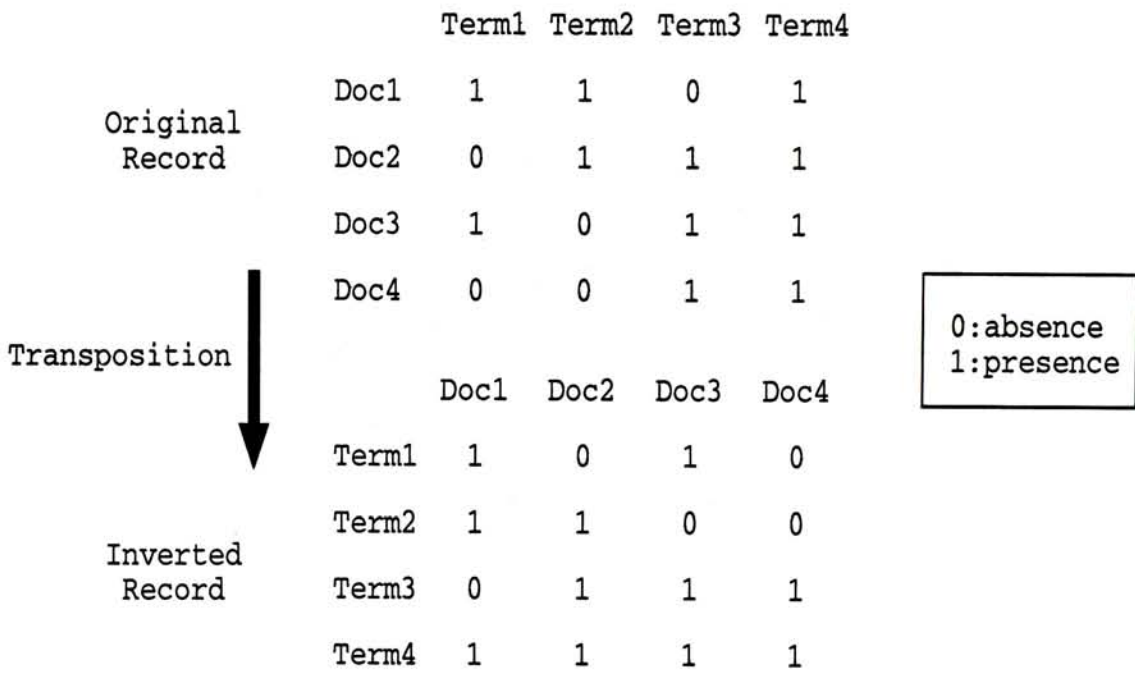 Term1 Term2 Term3 Term4
Doc1 1 1 0 1
Original
Record
Doc2 0 1 1 1
Doc3 1 0 1 1
Doc4 0 0 1 1
0:absence
1:presence
Transposition
Doc1 Doc2 Doc3 Doc4
Term1 1 0 1 0
Term2 1 1 0 0
Inverted
Record
Term3 0 1 1 1
Term4 1 1 1 1